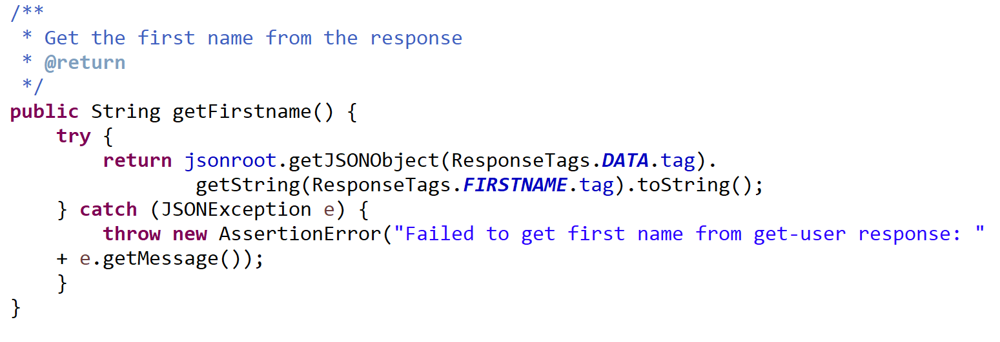 /**
 * Get the first name from the response
 * @return
 */
public String getFirstname() {
    try {
        return jsonroot.getJSONObject(ResponseTags.DATA.tag).
                getString(ResponseTags.FIRSTNAME.tag).toString();
    } catch (JSONException e) {
        throw new AssertionError("Failed to get first name from get-user response: "
    + e.getMessage());
    }
}